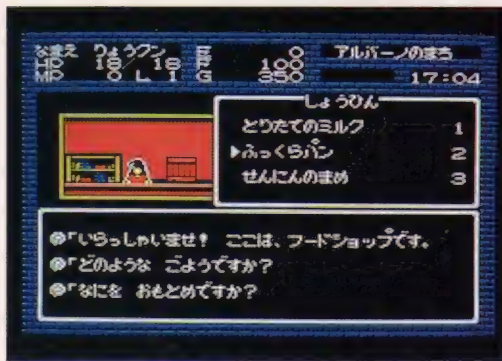 なまえ りょうクン E 0 アルバーノのまち
HP 18/ 18 F 100
MP 0 L 1 G 350 17:04
しょうひん
とりたてのミルク 1
▶ふっくらパン 2
せんにんのまめ 3
@「いらっしゃいませ! ここは、フードショップです。
@「どのような ごようですか?
@「なにを おもとめですか?